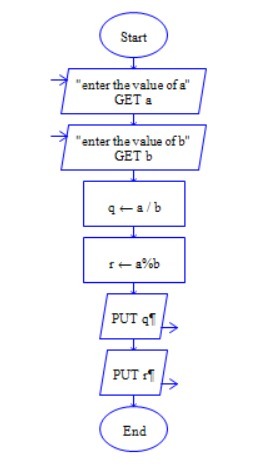 Start
"enter the value of a"
GET a
"enter the value of b"
GET b
q ← a / b
r ← a%b
PUT q¶
PUT r¶
End